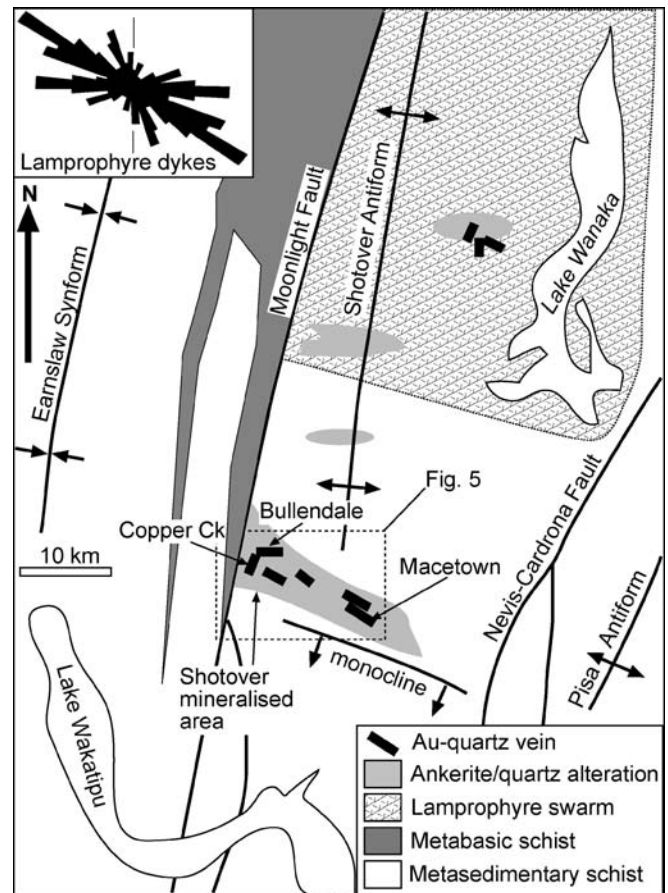 Lamprophyre dykes
N
Earnslaw Synform
Moonlight Fault
Shotover Antiform
Lake Wanaka
Fig. 5
Bullendale
Copper Ck
10 km
Macetown
Nevis-Cardrona Fault
Pisa Antiform
Shotover
mineralised
area
monocline
Lake Wakatipu
Au-quartz vein
Ankerite/quartz alteration
Lamprophyre swarm
Metabasic schist
Metasedimentary schist